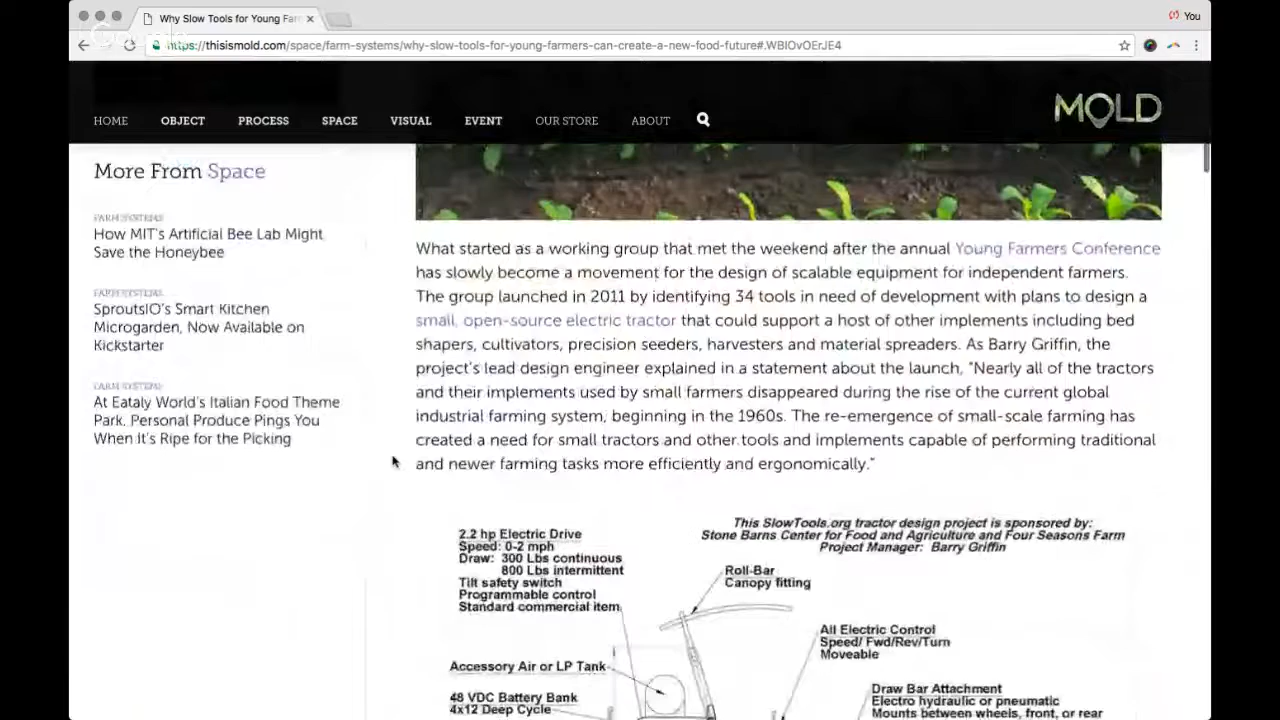 Why Slow Tools for Young Farm
You
https://thisismold.com/space/farm-systems/why-slow-tools-for-young-farmers-can-create-a-new-food-future#.WBIOvOErJE4
HOME OBJECT PROCESS SPACE VISUAL EVENT OUR STORE ABOUT
MOLD
More From Space
FARM SYSTEMS
How MIT's Artificial Bee Lab Might
Save the Honeybee
FARM SYSTEMS
SproutsIO's Smart Kitchen
Microgarden, Now Available on
Kickstarter
FARM SYSTEMS
At Eataly World's Italian Food Theme
Park, Personal Produce Pings You
When It's Ripe for the Picking
What started as a working group that met the weekend after the annual Young Farmers Conference
has slowly become a movement for the design of scalable equipment for independent farmers.
The group launched in 2011 by identifying 34 tools in need of development with plans to design a
small, open-source electric tractor that could support a host of other implements including bed
shapers, cultivators, precision seeders, harvesters and material spreaders. As Barry Griffin, the
project's lead design engineer explained in a statement about the launch, "Nearly all of the tractors
and their implements used by small farmers disappeared during the rise of the current global
industrial farming system, beginning in the 1960s. The re-emergence of small-scale farming has
created a need for small tractors and other tools and implements capable of performing traditional
and newer farming tasks more efficiently and ergonomically."
2.2 hp Electric Drive
Speed: 0-2 mph
Draw: 300 Lbs continuous
800 Lbs intermittent
Tilt safety switch
Programmable control
Standard commercial item
This SlowTools.org tractor design project is sponsored by:
Stone Barns Center for Food and Agriculture and Four Seasons Farm
Project Manager: Barry Griffin
Roll-Bar
Canopy fitting
All Electric Control
Speed/ Fwd/Rev/Turn
Moveable
Accessory Air or LP Tank
48 VDC Battery Bank
4x12 Deep Cycle
Draw Bar Attachment
Electro hydraulic or pneumatic
Mounts between wheels, front, or rear